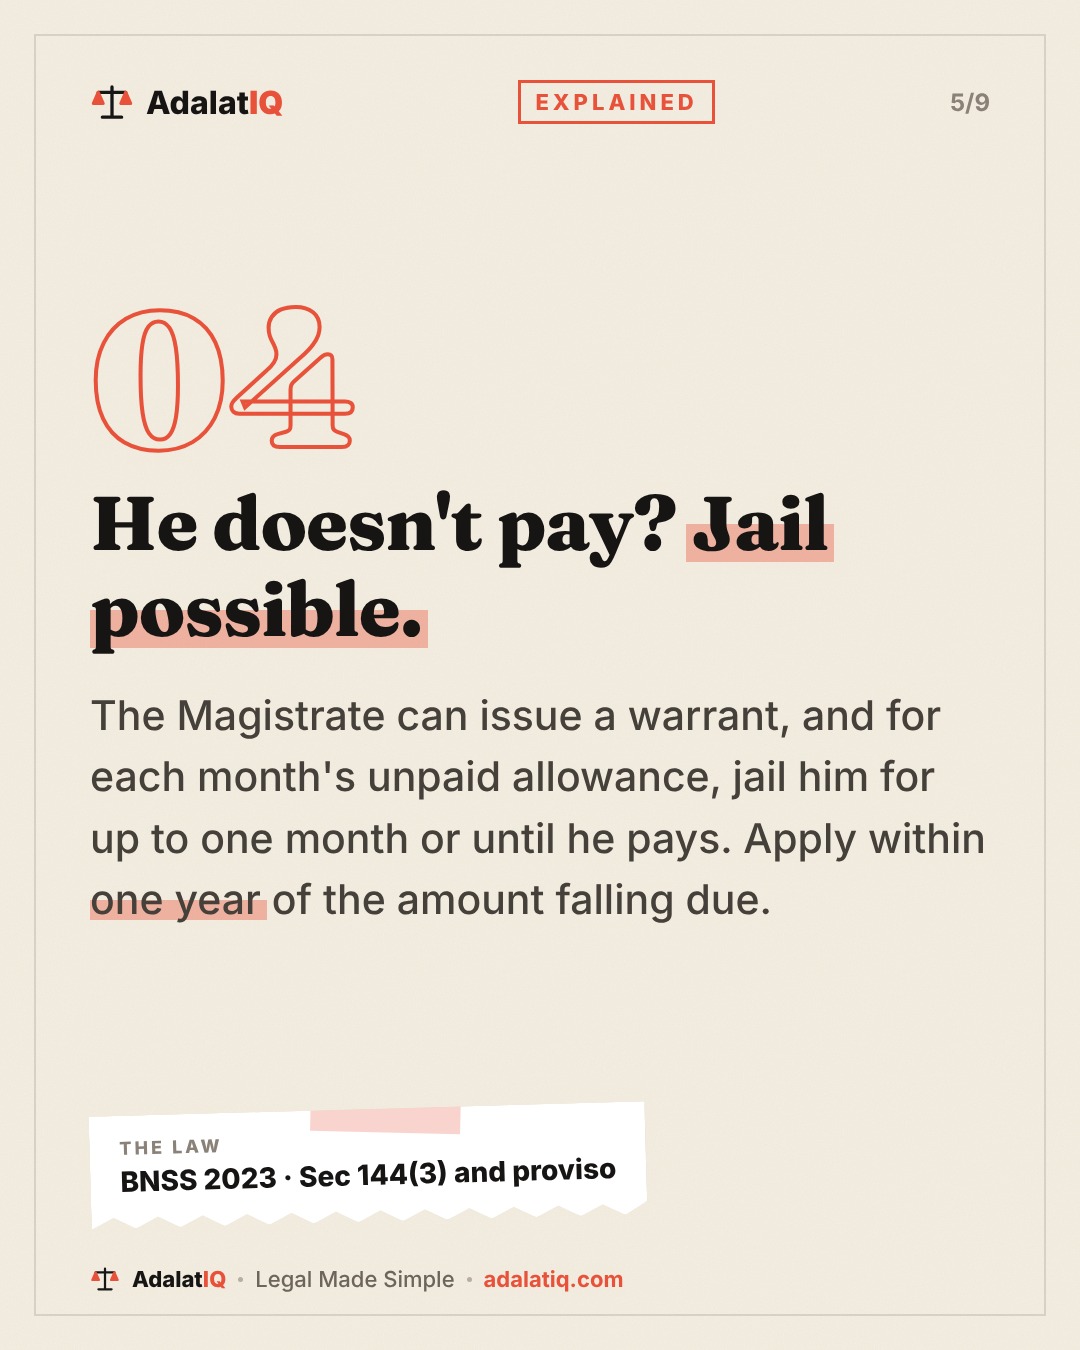 AdalatIQ
EXPLAINED
5/9
04
He doesn't pay? Jail
possible.
The Magistrate can issue a warrant, and for
each month's unpaid allowance, jail him for
up to one month or until he pays. Apply within
one year of the amount falling due.
THE LAW
BNSS 2023 · Sec 144(3) and proviso
AdalatIQ • Legal Made Simple • adalatiq.com